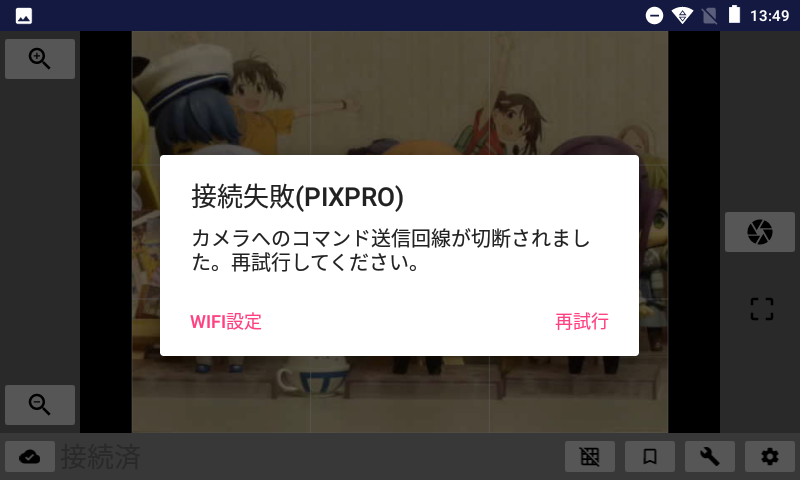 13:49
接続失敗(PIXPRO)
カメラへのコマンド送信回線が切断されまし
た。再試行してください。
WIFI設定
再試行
接続済